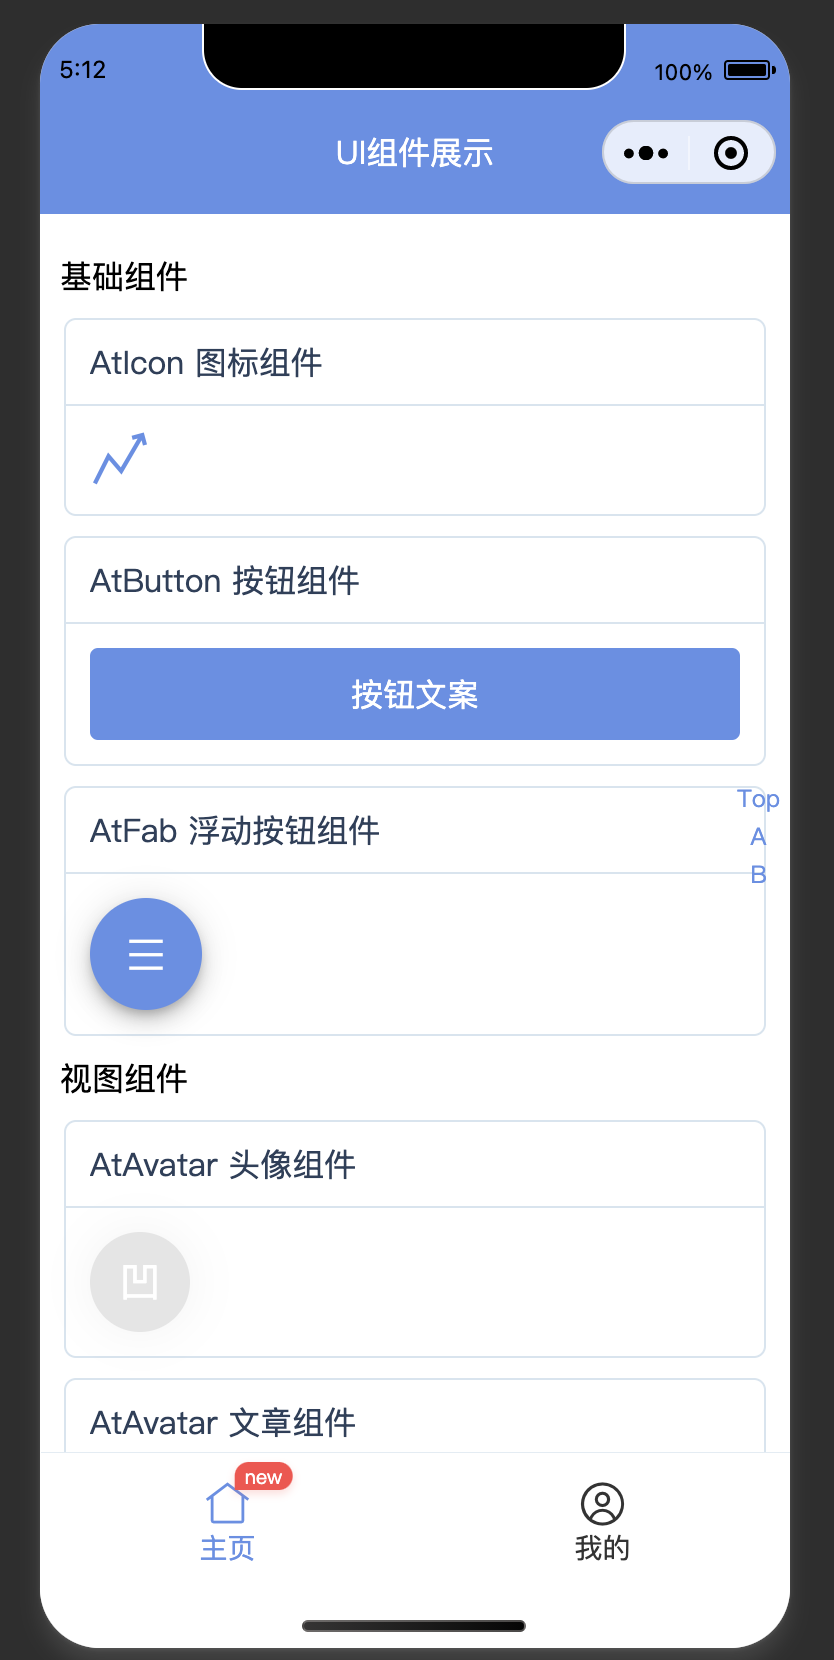 5:12
100%
UI组件展示
基础组件
AtIcon 图标组件
AtButton 按钮组件
按钮文案
Top
A
B
AtFab 浮动按钮组件
视图组件
AtAvatar 头像组件
凹
AtAvatar 文章组件
new
主页
我的